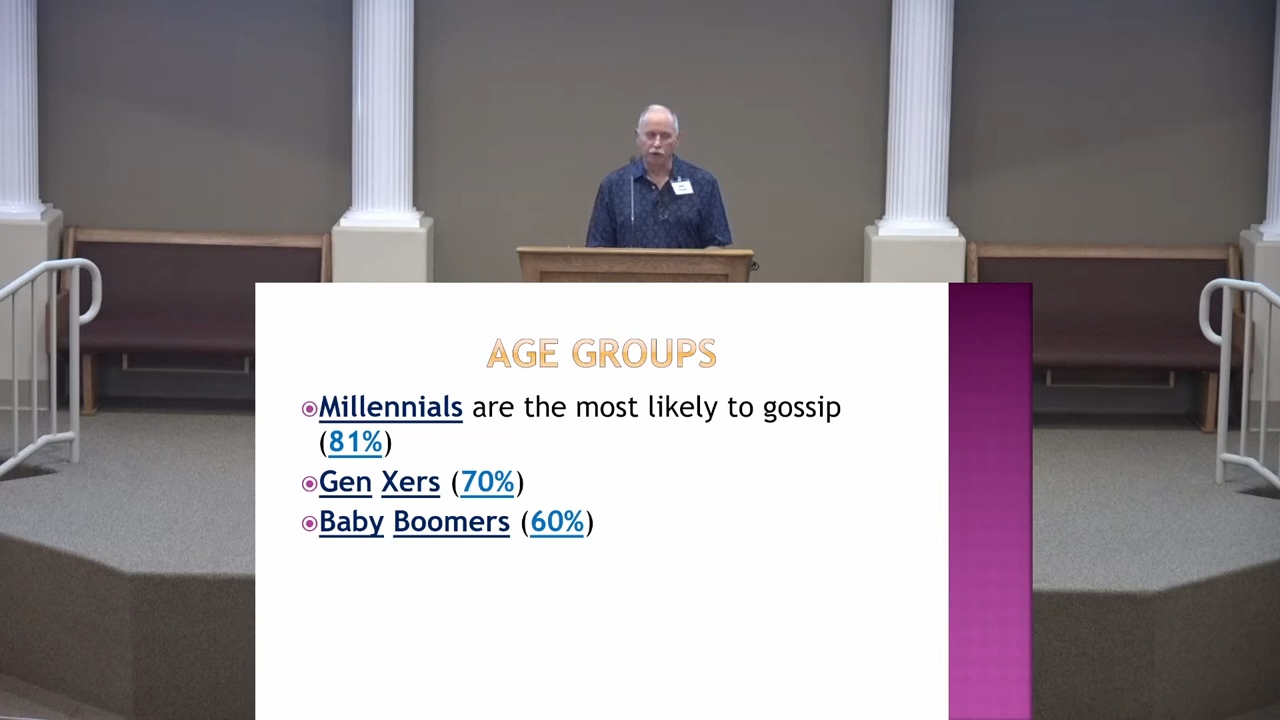 AGE GROUPS
Millennials are the most likely to gossip
(81%)
Gen Xers (70%)
Baby Boomers (60%)